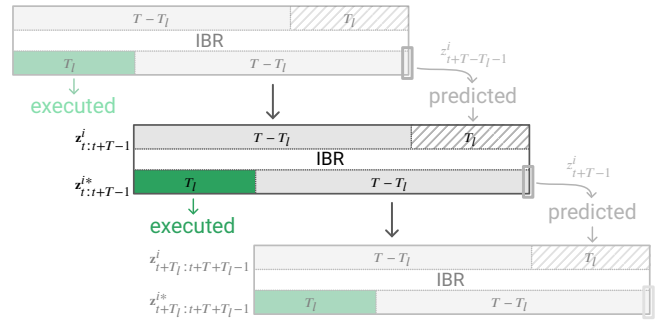 T − T_l T_l
IBR
T_l T − T_l
z^i_{t+T−T_l−1}
executed
predicted
z^i_{t:t+T−1} T − T_l T_l
IBR
z^{i*}_{t:t+T−1} T_l T − T_l
z^i_{t+T−1}
executed
predicted
z^i_{t+T_l:t+T+T_l−1} T − T_l T_l
IBR
z^{i*}_{t+T_l:t+T+T_l−1} T_l T − T_l